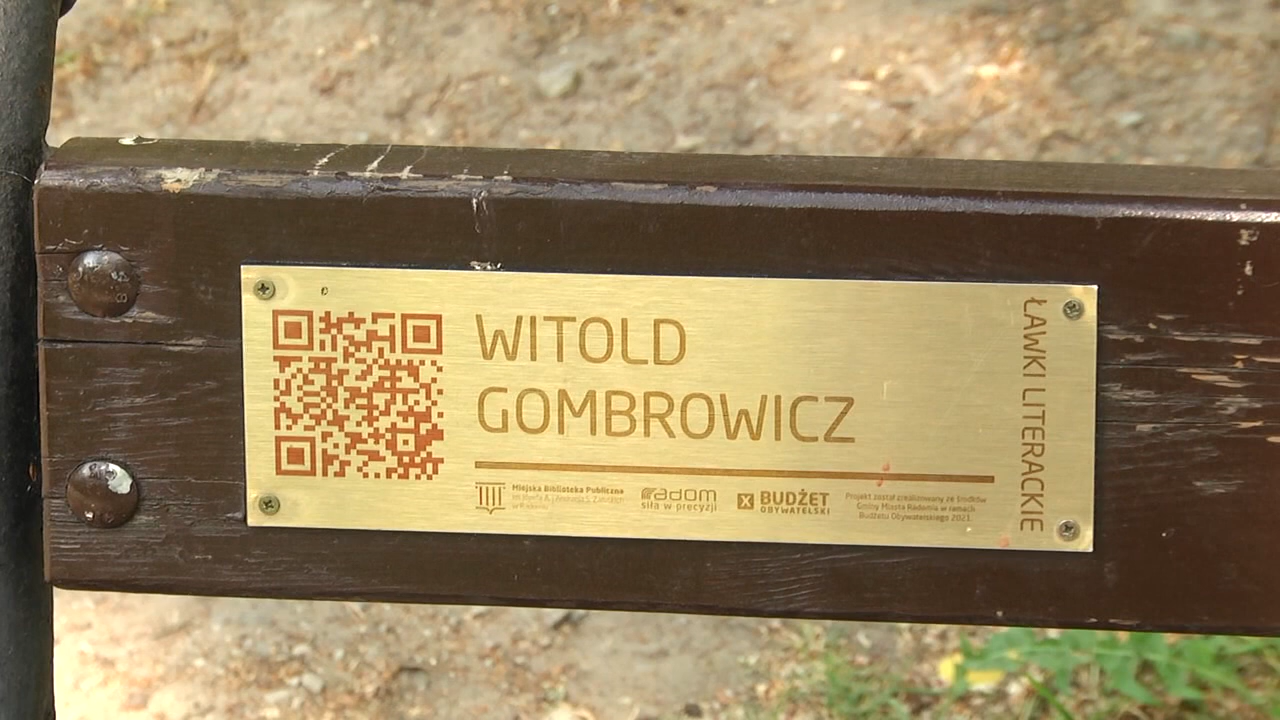 WITOLD
GOMBROWICZ
ŁAWKI LITERACKIE
Miejska Biblioteka Publiczna
w Radomiu
Radom
siła w precyzji
BUDŻET
OBYWATELSKI
Projekt został zrealizowany ze środków
Gminy Miasta Radomia w ramach
Budżetu Obywatelskiego 2021.